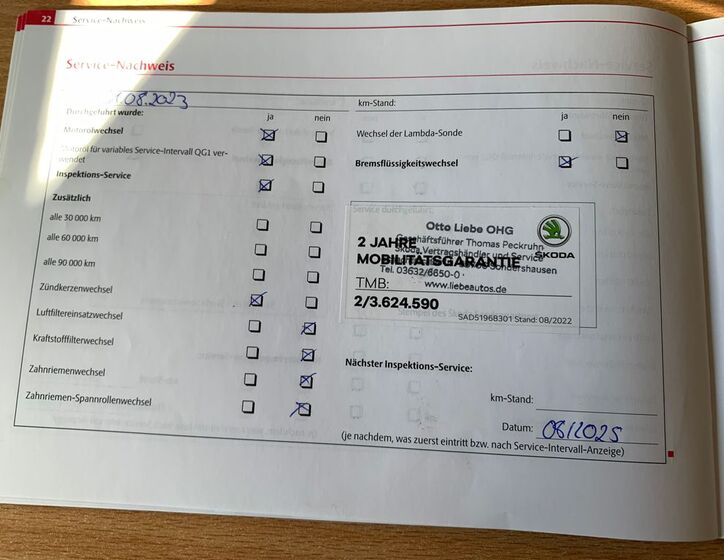 22 Service-Nachweis
Service-Nachweis
.08.2023
km-Stand:
Durchgeführt wurde:
ja nein
ja nein
Motorölwechsel
Wechsel der Lambda-Sonde
Motoröl für variables Service-Intervall QG1 ver-
wendet
Bremsflüssigkeitswechsel
Inspektions-Service
Zusätzlich
alle 30 000 km
alle 60 000 km
alle 90 000 km
Zündkerzenwechsel
Luftfiltereinsatzwechsel
Kraftstofffilterwechsel
Zahnriemenwechsel
Zahnriemen-Spannrollenwechsel
Service durchgeführt:
Otto Liebe OHG
Geschäftsführer Thomas Peckruhn
2 JAHRE
Skoda Vertragshändler und Service
MOBILITÄTSGARANTIE
Sondershausen
ŠKODA
Tel. 03632/6650-0
www.liebeautos.de
TMB:
2/3.624.590
SAD51968301 Stand: 08/2022
Nächster Inspektions-Service:
km-Stand:
Datum: 08/2025
(je nachdem, was zuerst eintritt bzw. nach Service-Intervall-Anzeige)